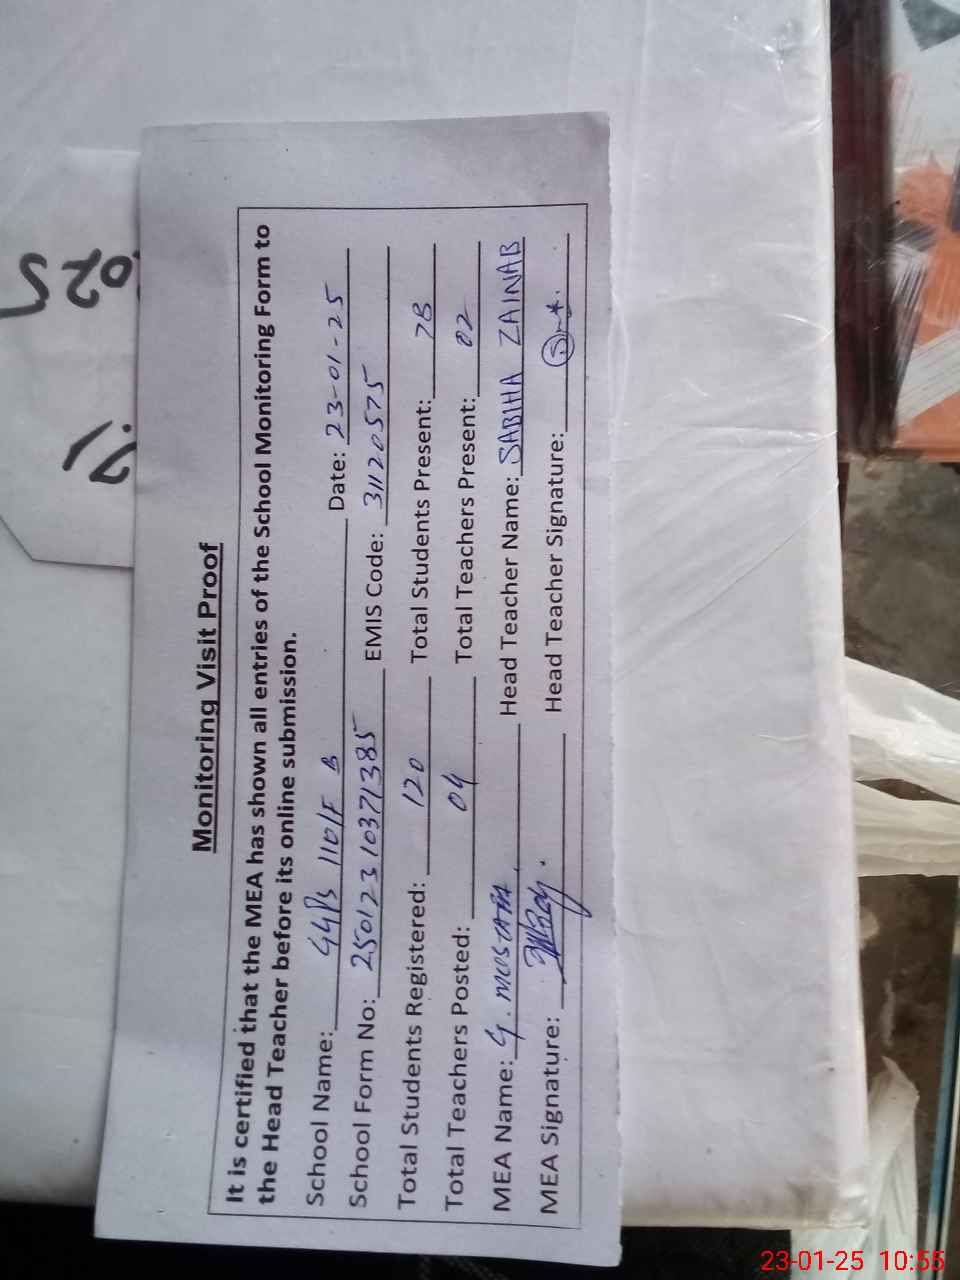 Monitoring Visit Proof
It is certified that the MEA has shown all entries of the School Monitoring Form to
the Head Teacher before its online submission.
School Name: GGPS 110/F B Date: 23-01-25
School Form No: 25012310371385 EMIS Code: 31120575
Total Students Registered: 120 Total Students Present: 78
Total Teachers Posted: 04 Total Teachers Present: 02
MEA Name: G. MUSTAFA Head Teacher Name: SABIHA ZAINAB
MEA Signature: Head Teacher Signature:
23-01-25 10:55